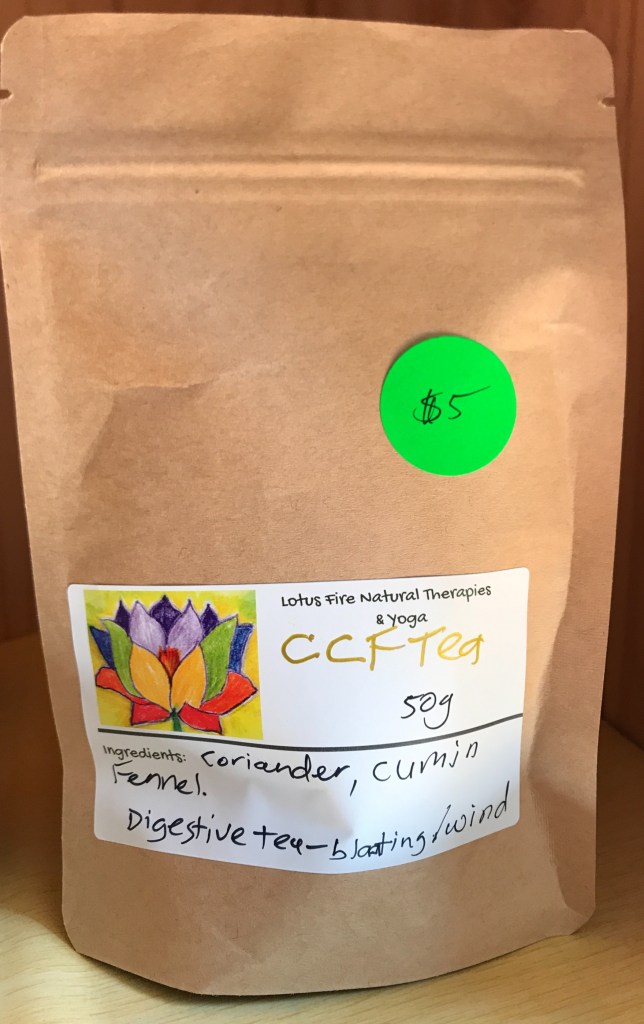 $5
Lotus Fire Natural Therapies
& Yoga
CCF Tea
50g
Ingredients: Coriander, Cumin
Fennel.
Digestive tea - bloating / wind